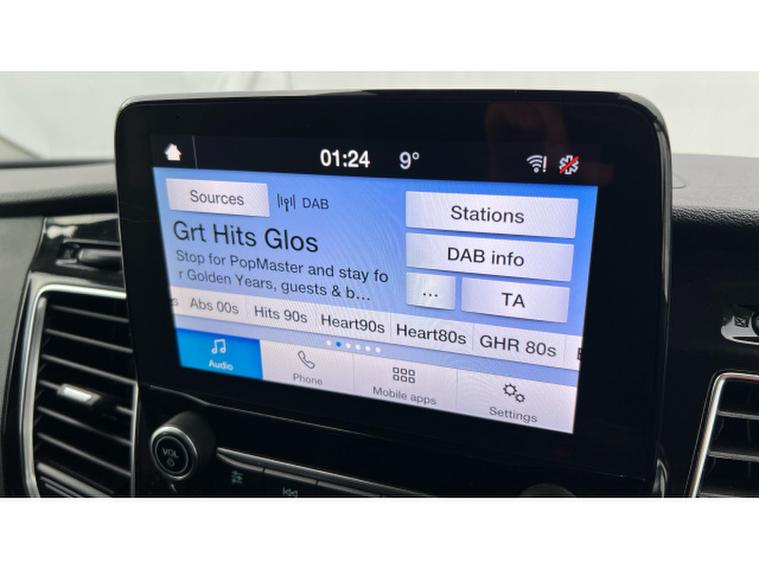 01:24 9°
Sources DAB
Stations
Grt Hits Glos
DAB info
Stop for PopMaster and stay fo
r Golden Years, guests & b...
... TA
s Abs 00s Hits 90s Heart90s Heart80s GHR 80s
Audio Phone Mobile apps Settings
VOL